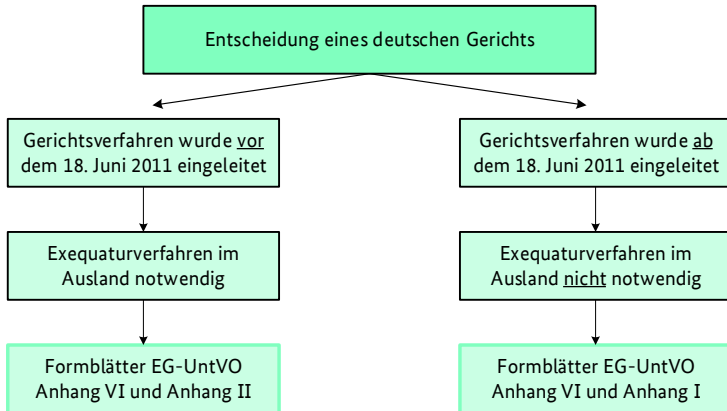 Entscheidung eines deutschen Gerichts
Gerichtsverfahren wurde vor
dem 18. Juni 2011 eingeleitet
Gerichtsverfahren wurde ab
dem 18. Juni 2011 eingeleitet
Exequaturverfahren im
Ausland notwendig
Exequaturverfahren im
Ausland nicht notwendig
Formblätter EG-UntVO
Anhang VI und Anhang II
Formblätter EG-UntVO
Anhang VI und Anhang I